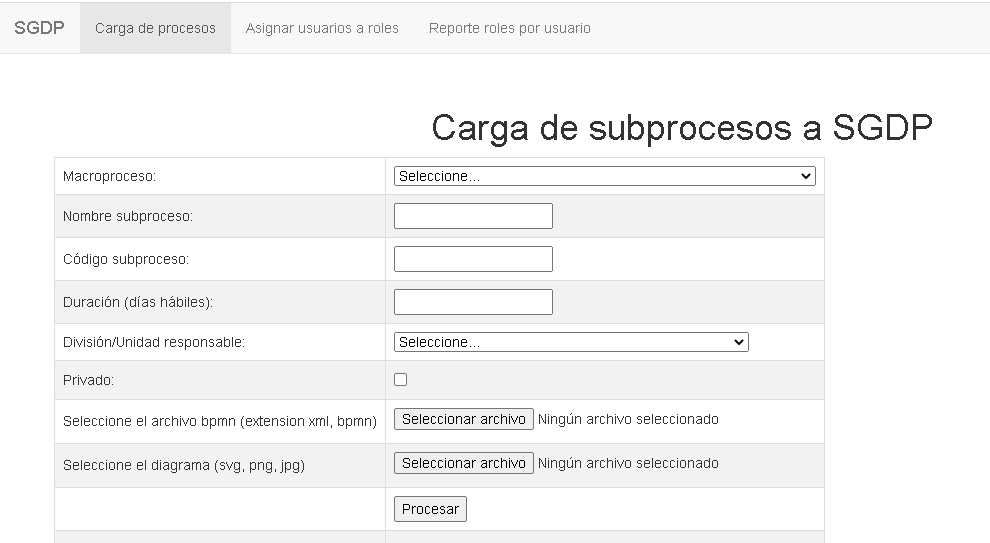 SGDP Carga de procesos Asignar usuarios a roles Reporte roles por usuario
Carga de subprocesos a SGDP
Macroproceso: Seleccione...
Nombre subproceso:
Código subproceso:
Duración (días hábiles):
División/Unidad responsable: Seleccione...
Privado:
Seleccione el archivo bpmn (extension xml, bpmn) Seleccionar archivo Ningún archivo seleccionado
Seleccione el diagrama (svg, png, jpg) Seleccionar archivo Ningún archivo seleccionado
Procesar